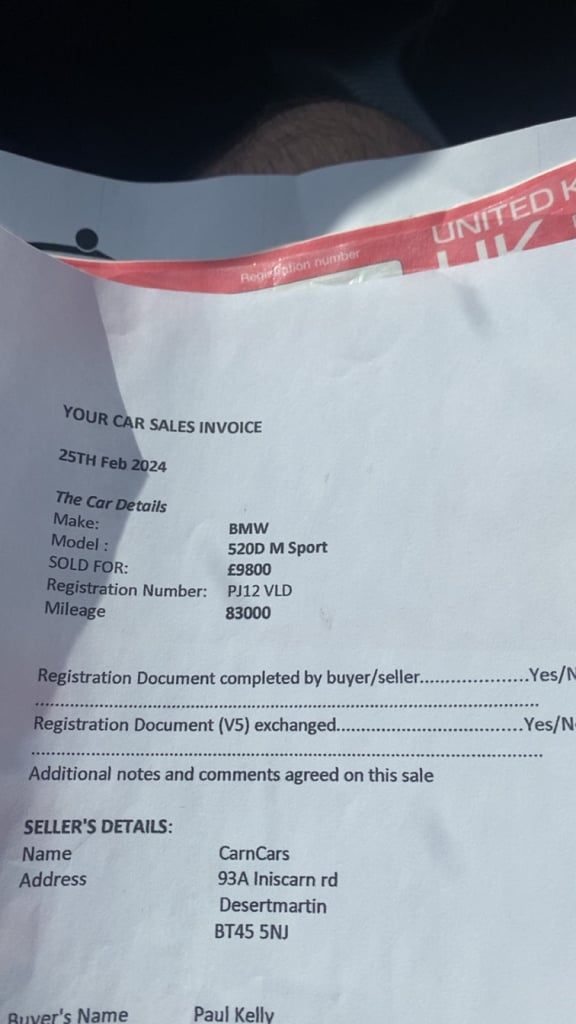 UNITED K
UK
Registration number
YOUR CAR SALES INVOICE
25TH Feb 2024
The Car Details
Make: BMW
Model : 520D M Sport
SOLD FOR: £9800
Registration Number: PJ12 VLD
Mileage 83000
Registration Document completed by buyer/seller....................Yes/N
....................................................................................................
Registration Document (V5) exchanged..................................Yes/N
....................................................................................................
Additional notes and comments agreed on this sale
SELLER'S DETAILS:
Name CarnCars
Address 93A Iniscarn rd
Desertmartin
BT45 5NJ
Buyer's Name Paul Kelly